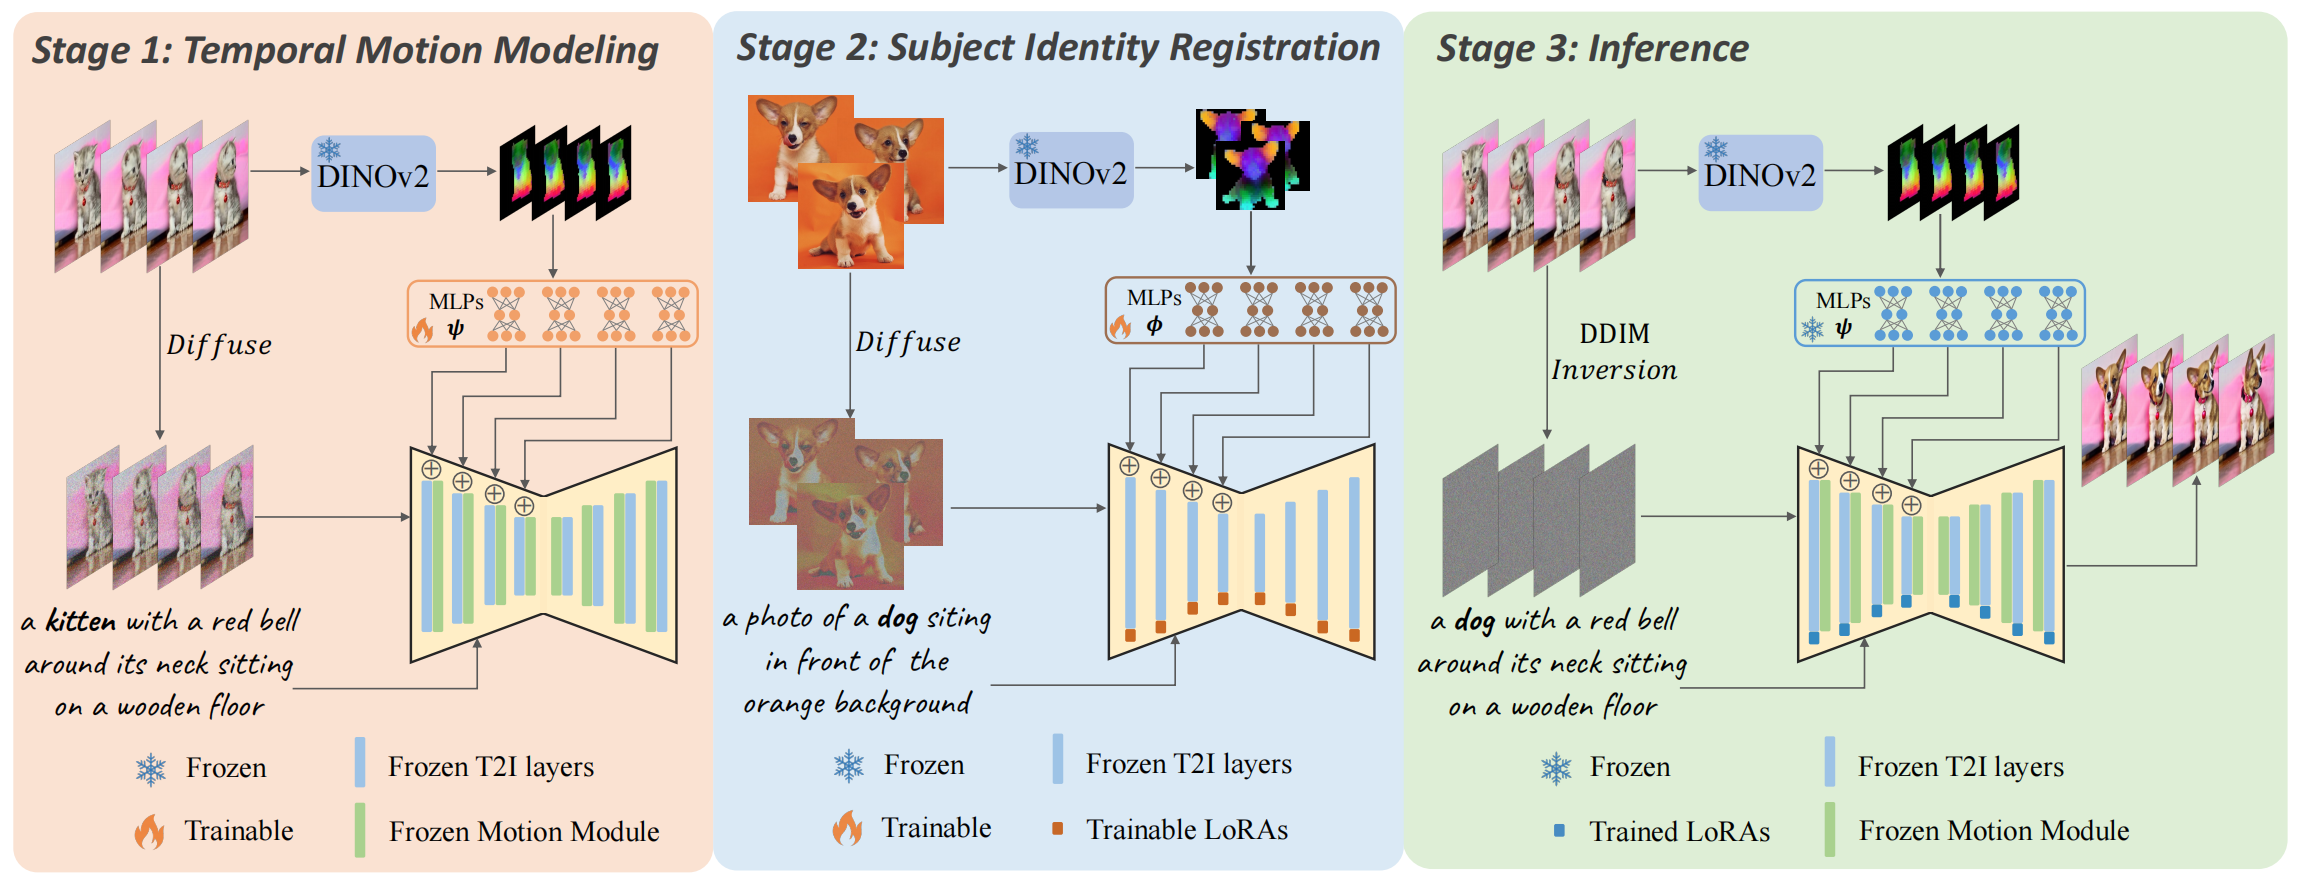 Stage 1: Temporal Motion Modeling
DINOv2
MLPs
ψ
Diffuse
a kitten with a red bell
around its neck sitting
on a wooden floor
Frozen
Frozen T2I layers
Trainable
Frozen Motion Module
Stage 2: Subject Identity Registration
DINOv2
MLPs
ϕ
Diffuse
a photo of a dog siting
in front of the
orange background
Frozen
Frozen T2I layers
Trainable
Trainable LoRAs
Stage 3: Inference
DINOv2
MLPs
ψ
DDIM
Inversion
a dog with a red bell
around its neck sitting
on a wooden floor
Frozen
Frozen T2I layers
Trained LoRAs
Frozen Motion Module